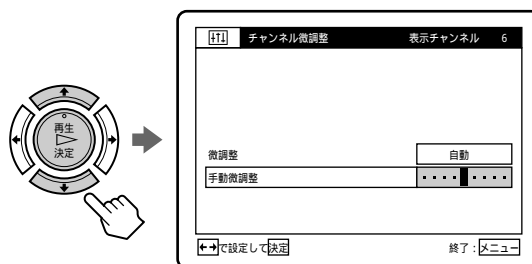 チャンネル微調整 表示チャンネル 6
再生
決定
微調整 自動
手動微調整
で設定して決定 終了：メニュー